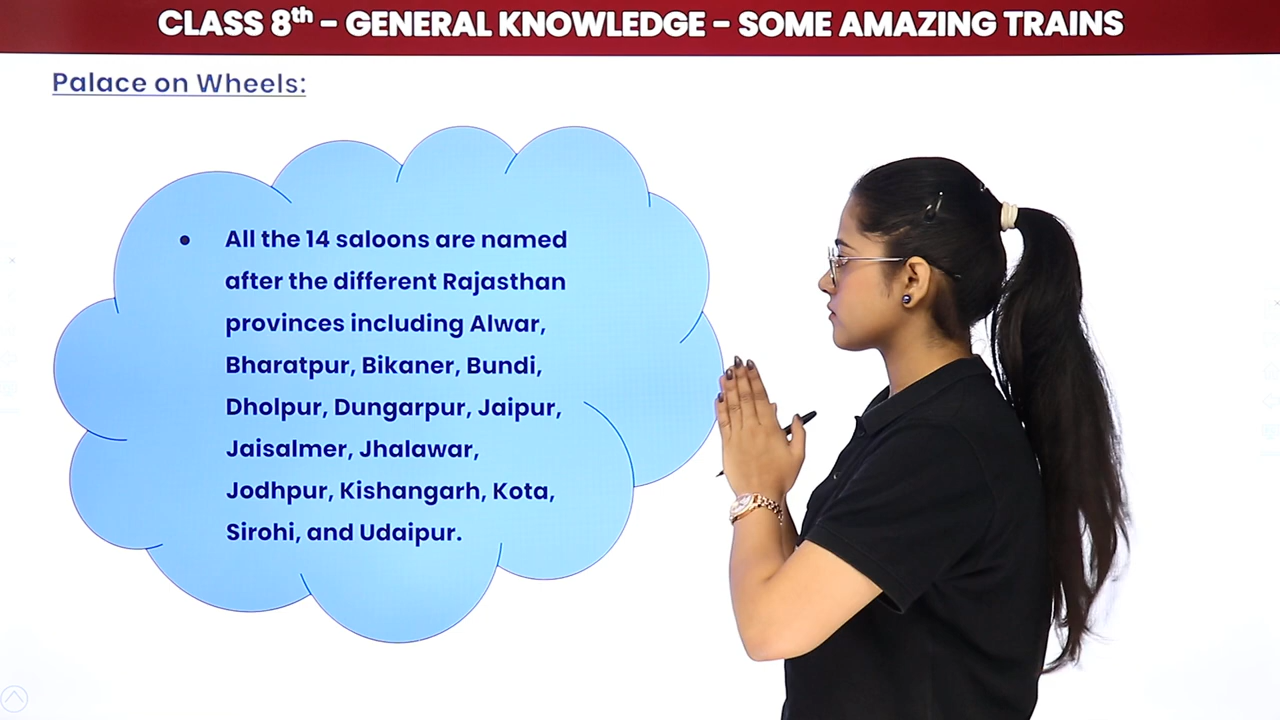 CLASS 8th – GENERAL KNOWLEDGE – SOME AMAZING TRAINS
Palace on Wheels:
• All the 14 saloons are named
after the different Rajasthan
provinces including Alwar,
Bharatpur, Bikaner, Bundi,
Dholpur, Dungarpur, Jaipur,
Jaisalmer, Jhalawar,
Jodhpur, Kishangarh, Kota,
Sirohi, and Udaipur.